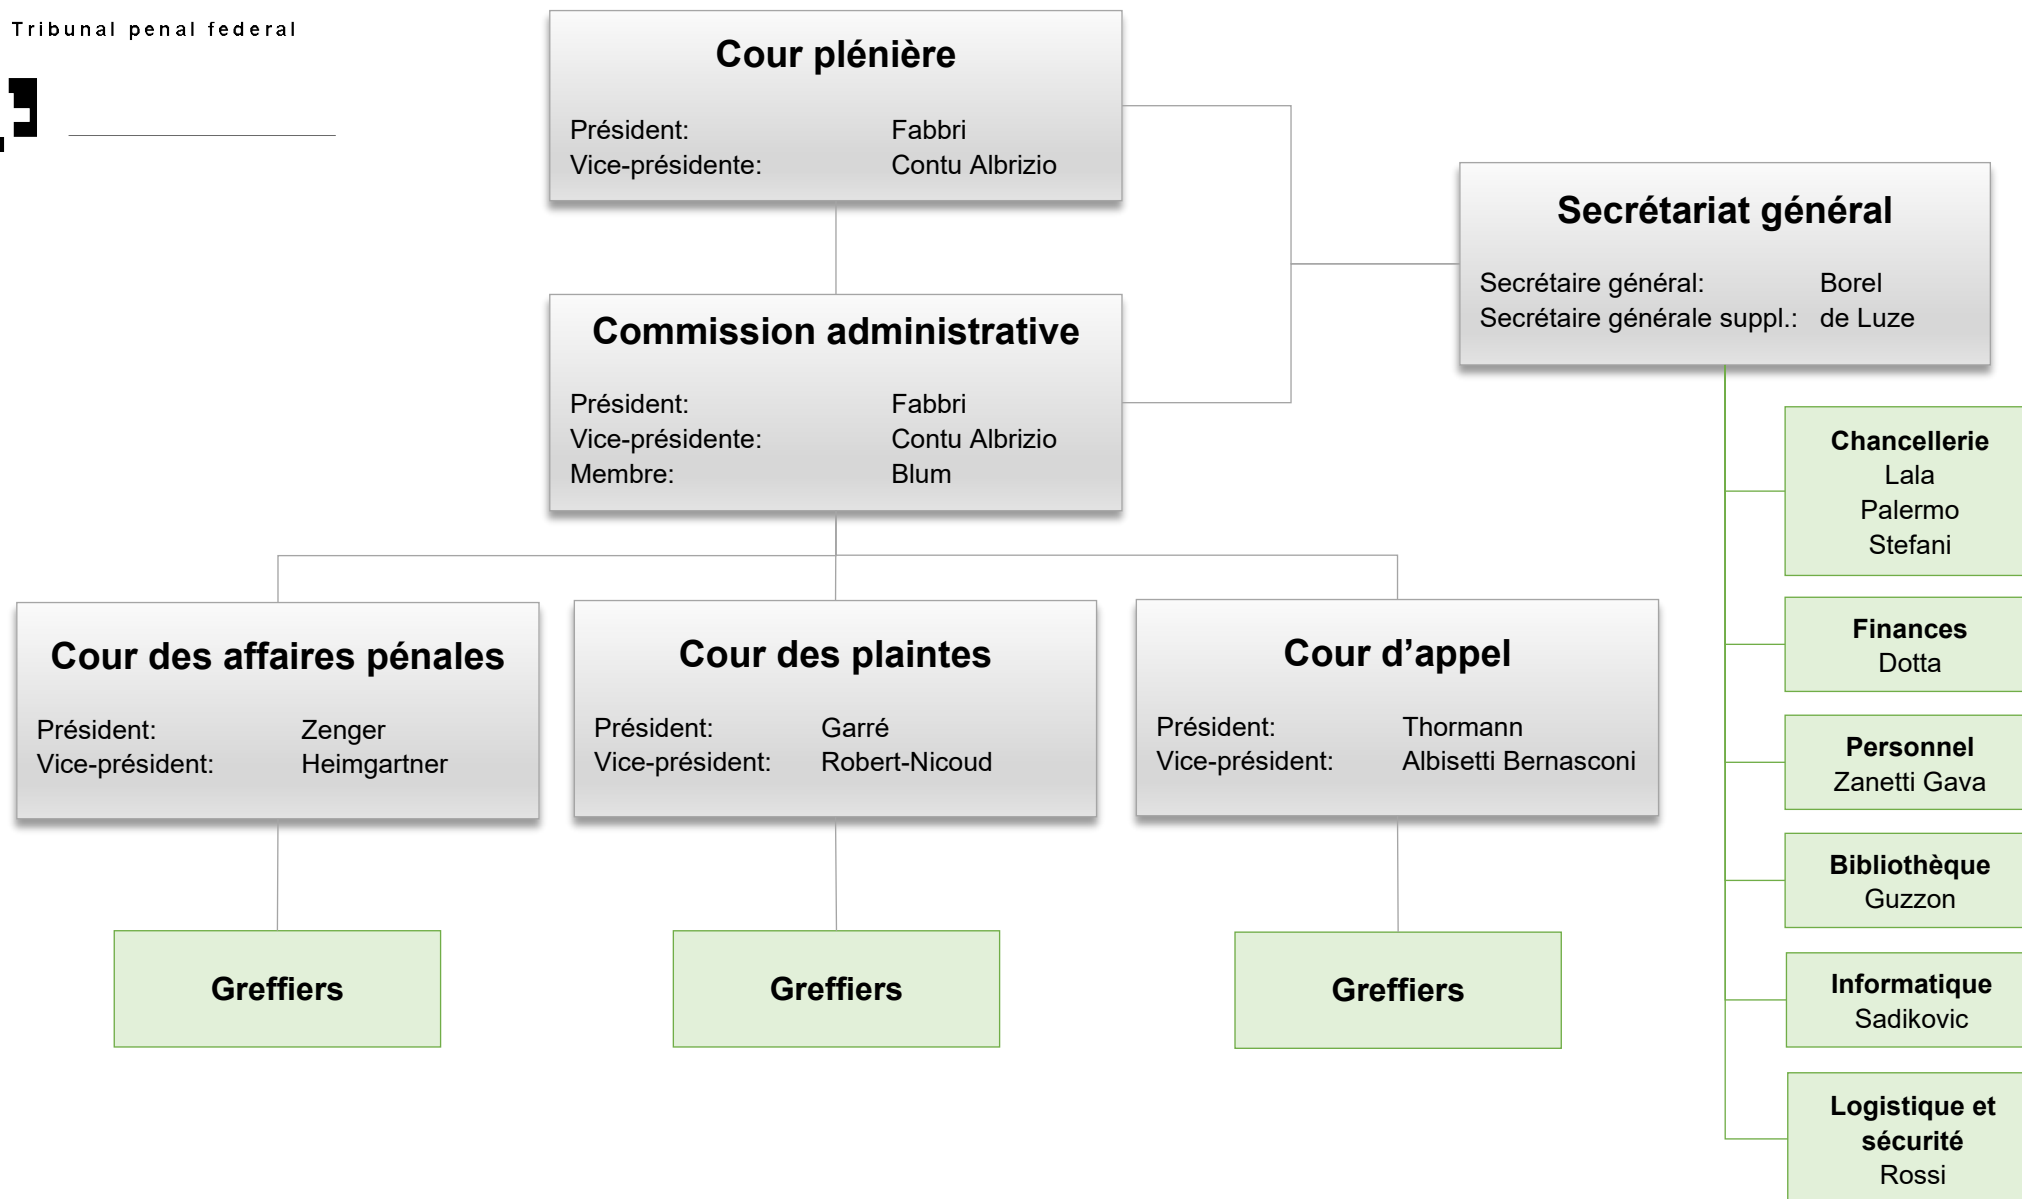 Tribunal penal federal
Cour plénière
Président: Fabbri
Vice-présidente: Contu Albrizio
Secrétariat général
Secrétaire général: Borel
Secrétaire générale suppl.: de Luze
Commission administrative
Président: Fabbri
Vice-présidente: Contu Albrizio
Membre: Blum
Cour des affaires pénales
Président: Zenger
Vice-président: Heimgartner
Cour des plaintes
Président: Garré
Vice-président: Robert-Nicoud
Cour d’appel
Président: Thormann
Vice-président: Albisetti Bernasconi
Greffiers
Greffiers
Greffiers
Chancellerie
Lala
Palermo
Stefani
Finances
Dotta
Personnel
Zanetti Gava
Bibliothèque
Guzzon
Informatique
Sadikovic
Logistique et
sécurité
Rossi